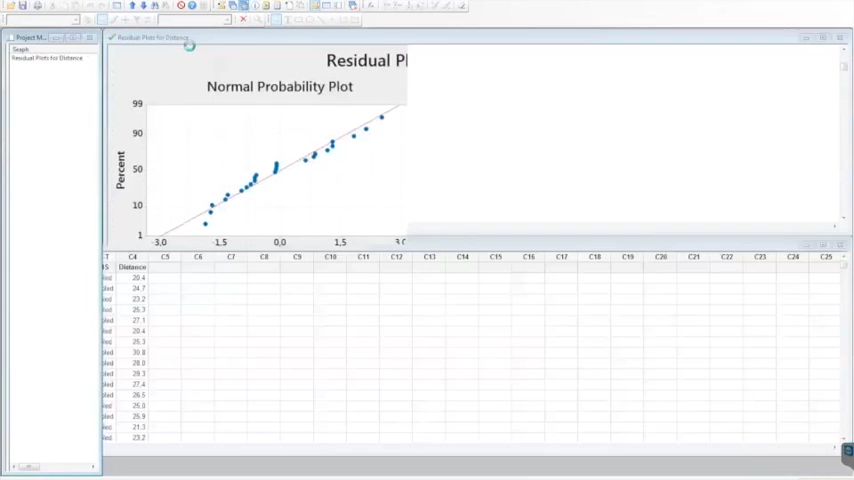 Project M...
Residual Plots for Distance
Graph
Residual Plots for Distance
Residual Pl
Normal Probability Plot
99
90
50
10
1
Percent
-3,0 -1,5 0,0 1,5 3,0
C4 C5 C6 C7 C8 C9 C10 C11 C12 C13 C14 C15 C16 C17 C18 C19 C20 C21 C22 C23 C24 C25
Distance
20.4
24.7
23.2
25.3
27.1
20.4
25.3
30.8
28.0
29.3
27.4
26.5
25.0
25.9
21.3
23.2